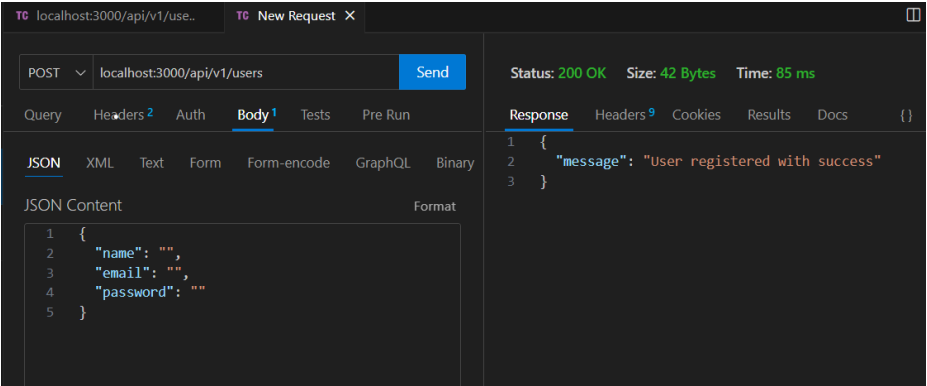 TC localhost:3000/api/v1/use.. TC New Request ×
POST localhost:3000/api/v1/users Send
Query Headers 2 Auth Body 1 Tests Pre Run
JSON XML Text Form Form-encode GraphQL Binary
JSON Content Format
1 {
2 "name": "",
3 "email": "",
4 "password": ""
5 }
Status: 200 OK Size: 42 Bytes Time: 85 ms
Response Headers 9 Cookies Results Docs { }
1 {
2 "message": "User registered with success"
3 }